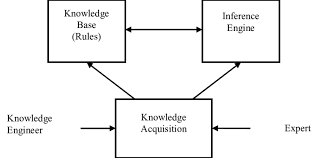 Knowledge
Base
(Rules)
Inference
Engine
Knowledge
Engineer
Knowledge
Acquisition
Expert